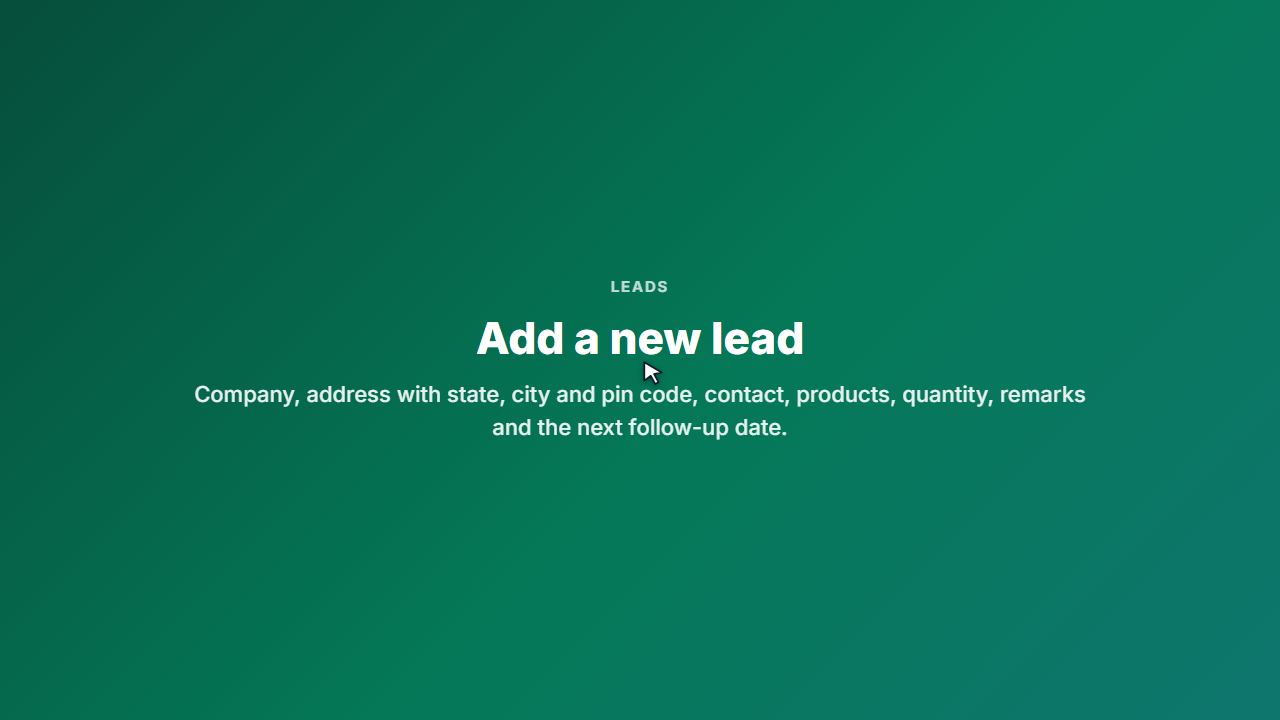 LEADS
Add a new lead
Company, address with state, city and pin code, contact, products, quantity, remarks
and the next follow-up date.